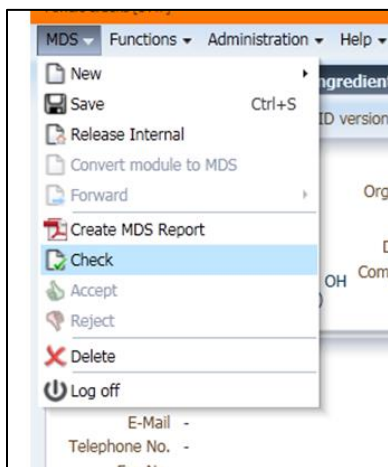 MDS Functions Administration Help
New
ngredient
Save Ctrl+S
ID version
Release Internal
Convert module to MDS
Forward
Org
Create MDS Report
D
Check
Com
OH
Accept
)
Reject
Delete
Log off
E-Mail -
Telephone No. -